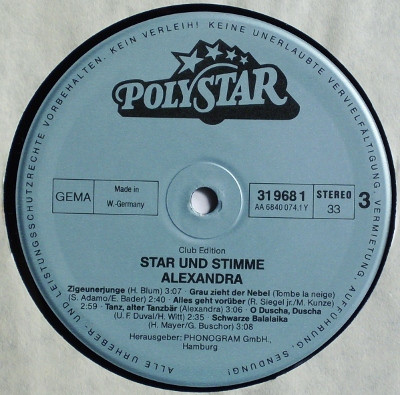 ALLE URHEBER- UND LEISTUNGSSCHUTZRECHTE VORBEHALTEN. KEIN VERLEIH! KEINE UNERLAUBTE VERVIELFÄLTIGUNG, VERMIETUNG, AUFFÜHRUNG, SENDUNG!
POLYSTAR
GEMA
Made in
W.-Germany
31 968 1
AA 6840 074.1Y
STEREO
33
3
Club Edition
STAR UND STIMME
ALEXANDRA
Zigeunerjunge (H. Blum) 3:07 · Grau zieht der Nebel (Tombe la neige)
(S. Adamo/E. Bader) 2:40 · Alles geht vorüber (R. Siegel jr./M. Kunze)
2:59 · Tanz, alter Tanzbär (Alexandra) 3:06 · O Duscha, Duscha
(U. F. Duval/H. Witt) 2:35 · Schwarze Balalaika
(H. Mayer/G. Buschor) 3:08
Herausgeber: PHONOGRAM GmbH.,
Hamburg